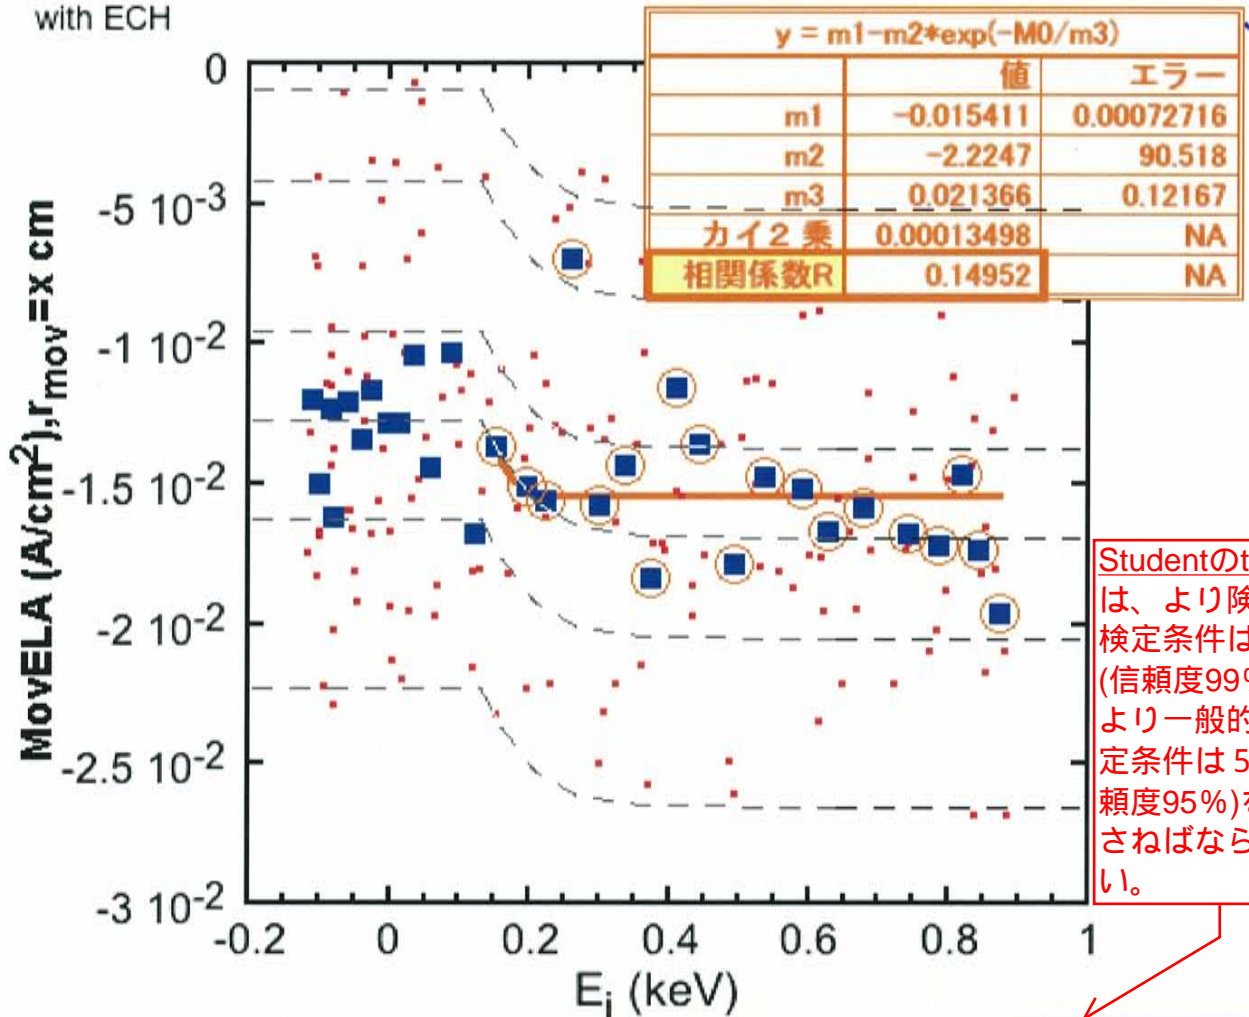 with ECH
y = m1-m2*exp(-M0/m3)
値 エラー
m1 -0.015411 0.00072716
m2 -2.2247 90.518
m3 0.021366 0.12167
カイ2 乗 0.00013498 NA
相関係数R 0.14952 NA
0
-5 10-3
-1 10-2
-1.5 10-2
-2 10-2
-2.5 10-2
-3 10-2
MovELA (A/cm2),rmov=x cm
-0.2 0 0.2 0.4 0.6 0.8 1
Ei (keV)
Studentのt
は、より険
検定条件は
(信頼度99%
より一般的
定条件は 5
頼度95%)を
さねばなら
い。